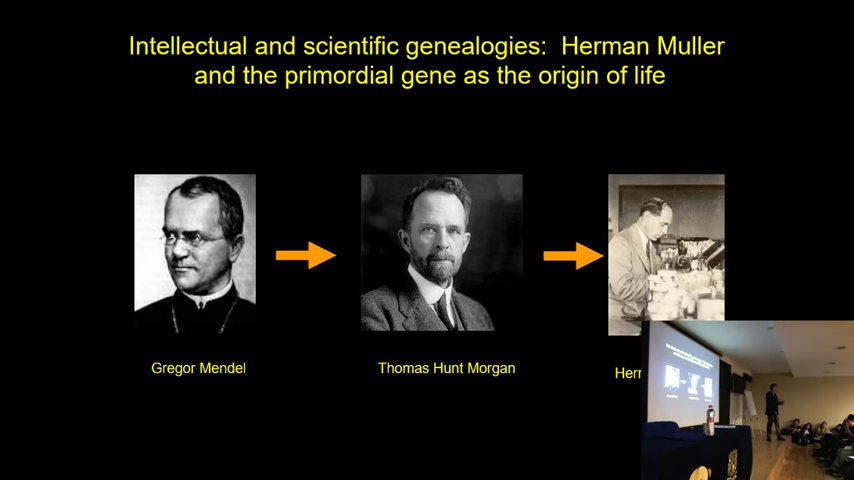 Intellectual and scientific genealogies:  Herman Muller
and the primordial gene as the origin of life
Gregor Mendel
Thomas Hunt Morgan
Herr